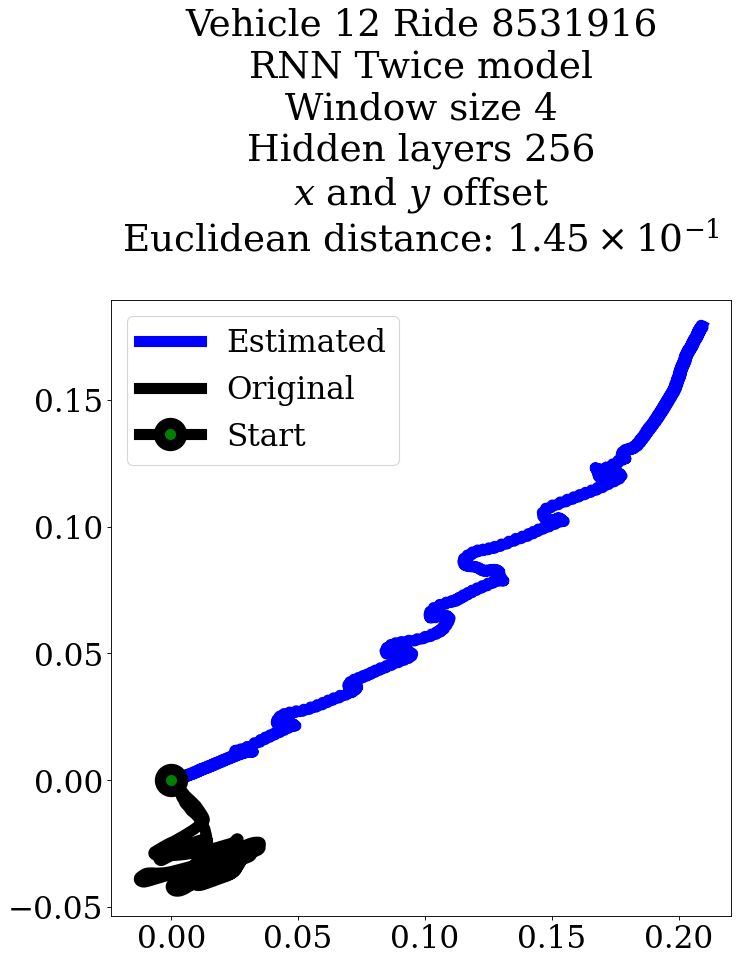 Vehicle 12 Ride 8531916
RNN Twice model
Window size 4
Hidden layers 256
x and y offset
Euclidean distance: 1.45 × 10⁻¹
Estimated
Original
Start
0.15
0.10
0.05
0.00
−0.05
0.00 0.05 0.10 0.15 0.20